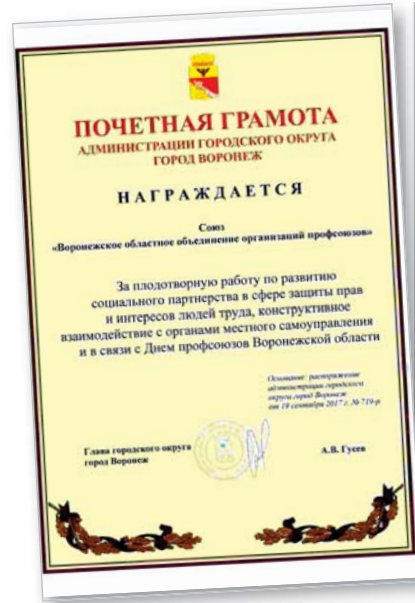 ПОЧЕТНАЯ ГРАМОТА
АДМИНИСТРАЦИИ ГОРОДСКОГО ОКРУГА
ГОРОД ВОРОНЕЖ
НАГРАЖДАЕТСЯ
Союз
«Воронежское областное объединение организаций профсоюзов»
За плодотворную работу по развитию
социального партнерства в сфере защиты прав
и интересов людей труда, конструктивное
взаимодействие с органами местного самоуправления
и в связи с Днем профсоюзов Воронежской области
Основание: распоряжение
администрации городского
округа город Воронеж
от 19 сентября 2017 г. № 719-р
Глава городского округа
город Воронеж
А.В. Гусев